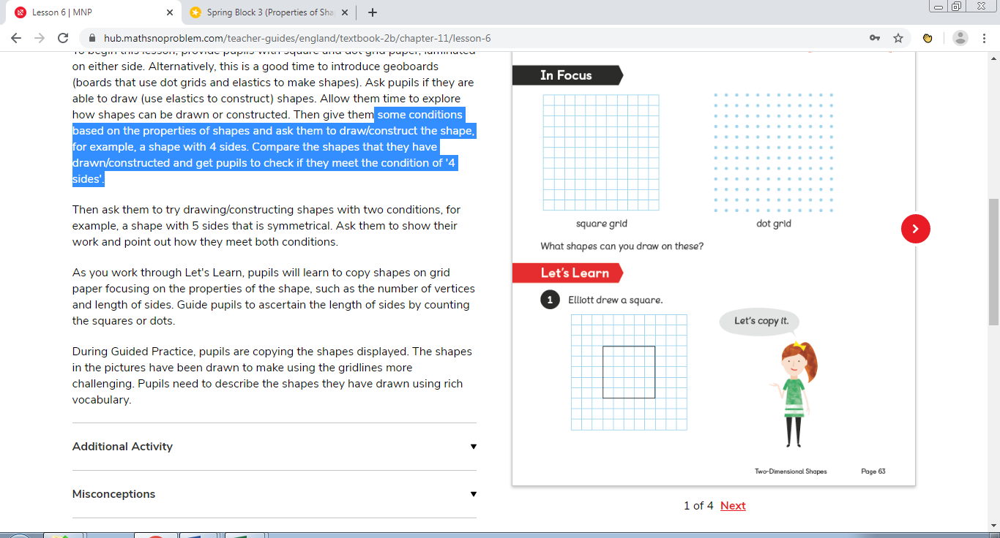 Lesson 6 | MNP
Spring Block 3 (Properties of Sha
hub.mathsnoproblem.com/teacher-guides/england/textbook-2b/chapter-11/lesson-6
To begin this lesson, provide pupils with square and dot grid paper, laminated
on either side. Alternatively, this is a good time to introduce geoboards
(boards that use dot grids and elastics to make shapes). Ask pupils if they are
able to draw (use elastics to construct) shapes. Allow them time to explore
how shapes can be drawn or constructed. Then give them some conditions
based on the properties of shapes and ask them to draw/construct the shape,
for example, a shape with 4 sides. Compare the shapes that they have
drawn/constructed and get pupils to check if they meet the condition of '4
sides'.
Then ask them to try drawing/constructing shapes with two conditions, for
example, a shape with 5 sides that is symmetrical. Ask them to show their
work and point out how they meet both conditions.
As you work through Let's Learn, pupils will learn to copy shapes on grid
paper focusing on the properties of the shape, such as the number of vertices
and length of sides. Guide pupils to ascertain the length of sides by counting
the squares or dots.
During Guided Practice, pupils are copying the shapes displayed. The shapes
in the pictures have been drawn to make using the gridlines more
challenging. Pupils need to describe the shapes they have drawn using rich
vocabulary.
Additional Activity
Misconceptions
In Focus
square grid
dot grid
What shapes can you draw on these?
Let's Learn
1 Elliott drew a square.
Let's copy it.
Two-Dimensional Shapes
Page 63
1 of 4 Next